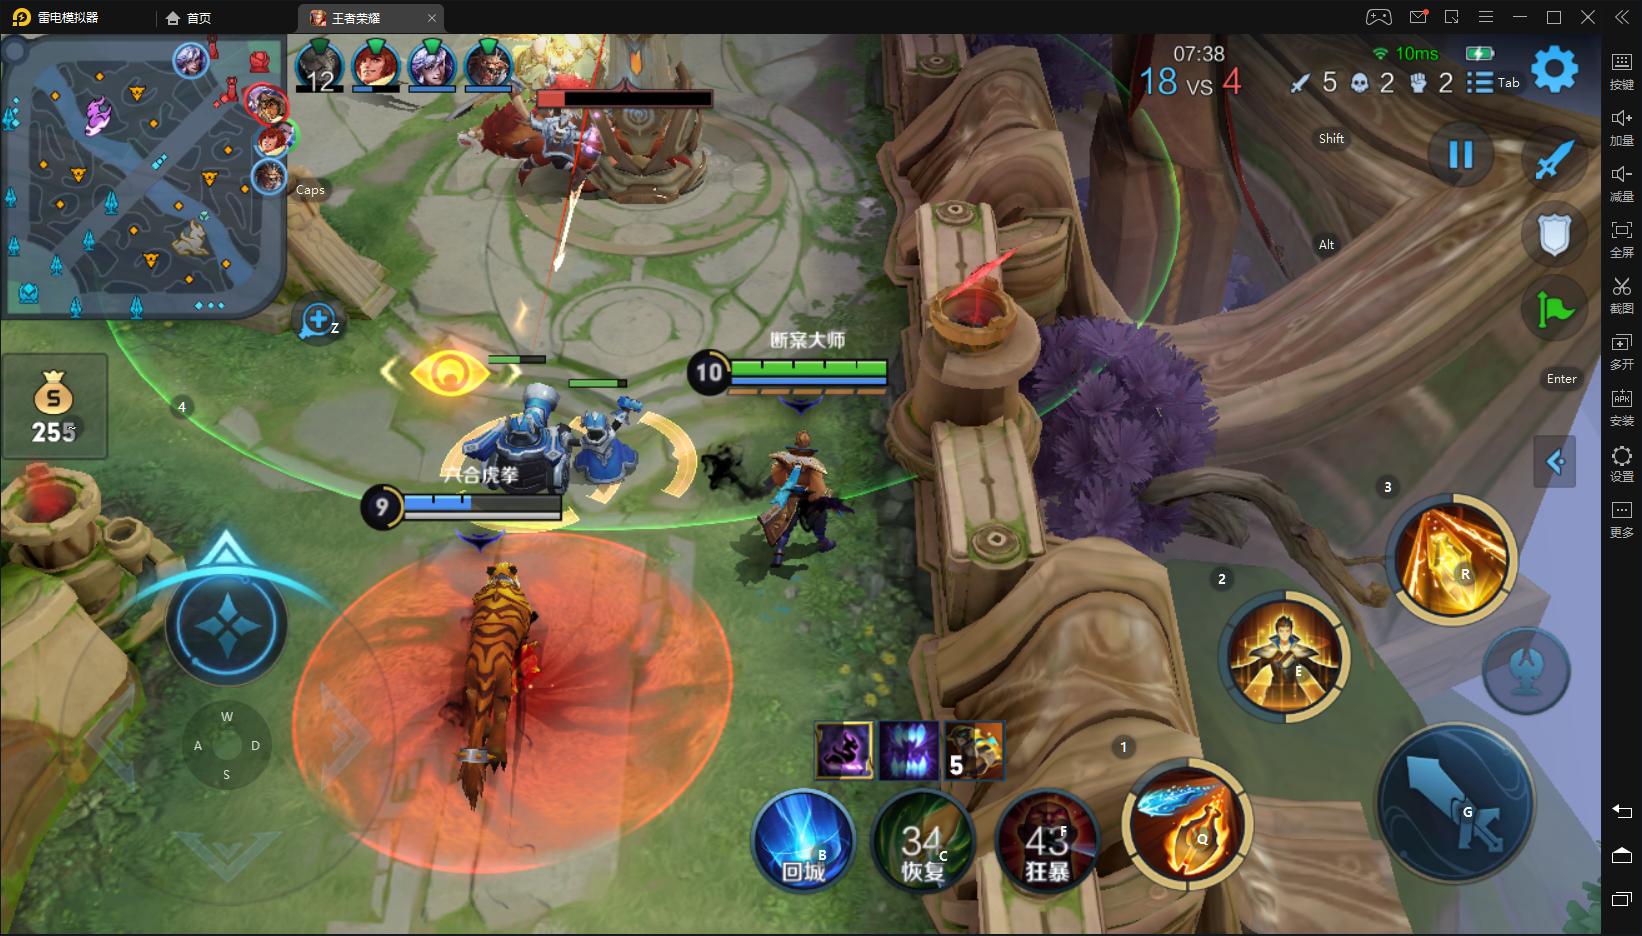 雷电模拟器
首页
王者荣耀
12
07:38
10ms
18 VS 4
5
2
2
Tab
按键
加量
减量
全屏
截图
多开
安装
设置
更多
Shift
Caps
Alt
Z
断案大师
10
Enter
255
4
六合虎拳
9
3
R
2
E
W
A
D
S
5
1
Q
G
回城
B
34
恢复
C
43
狂暴
F
APK